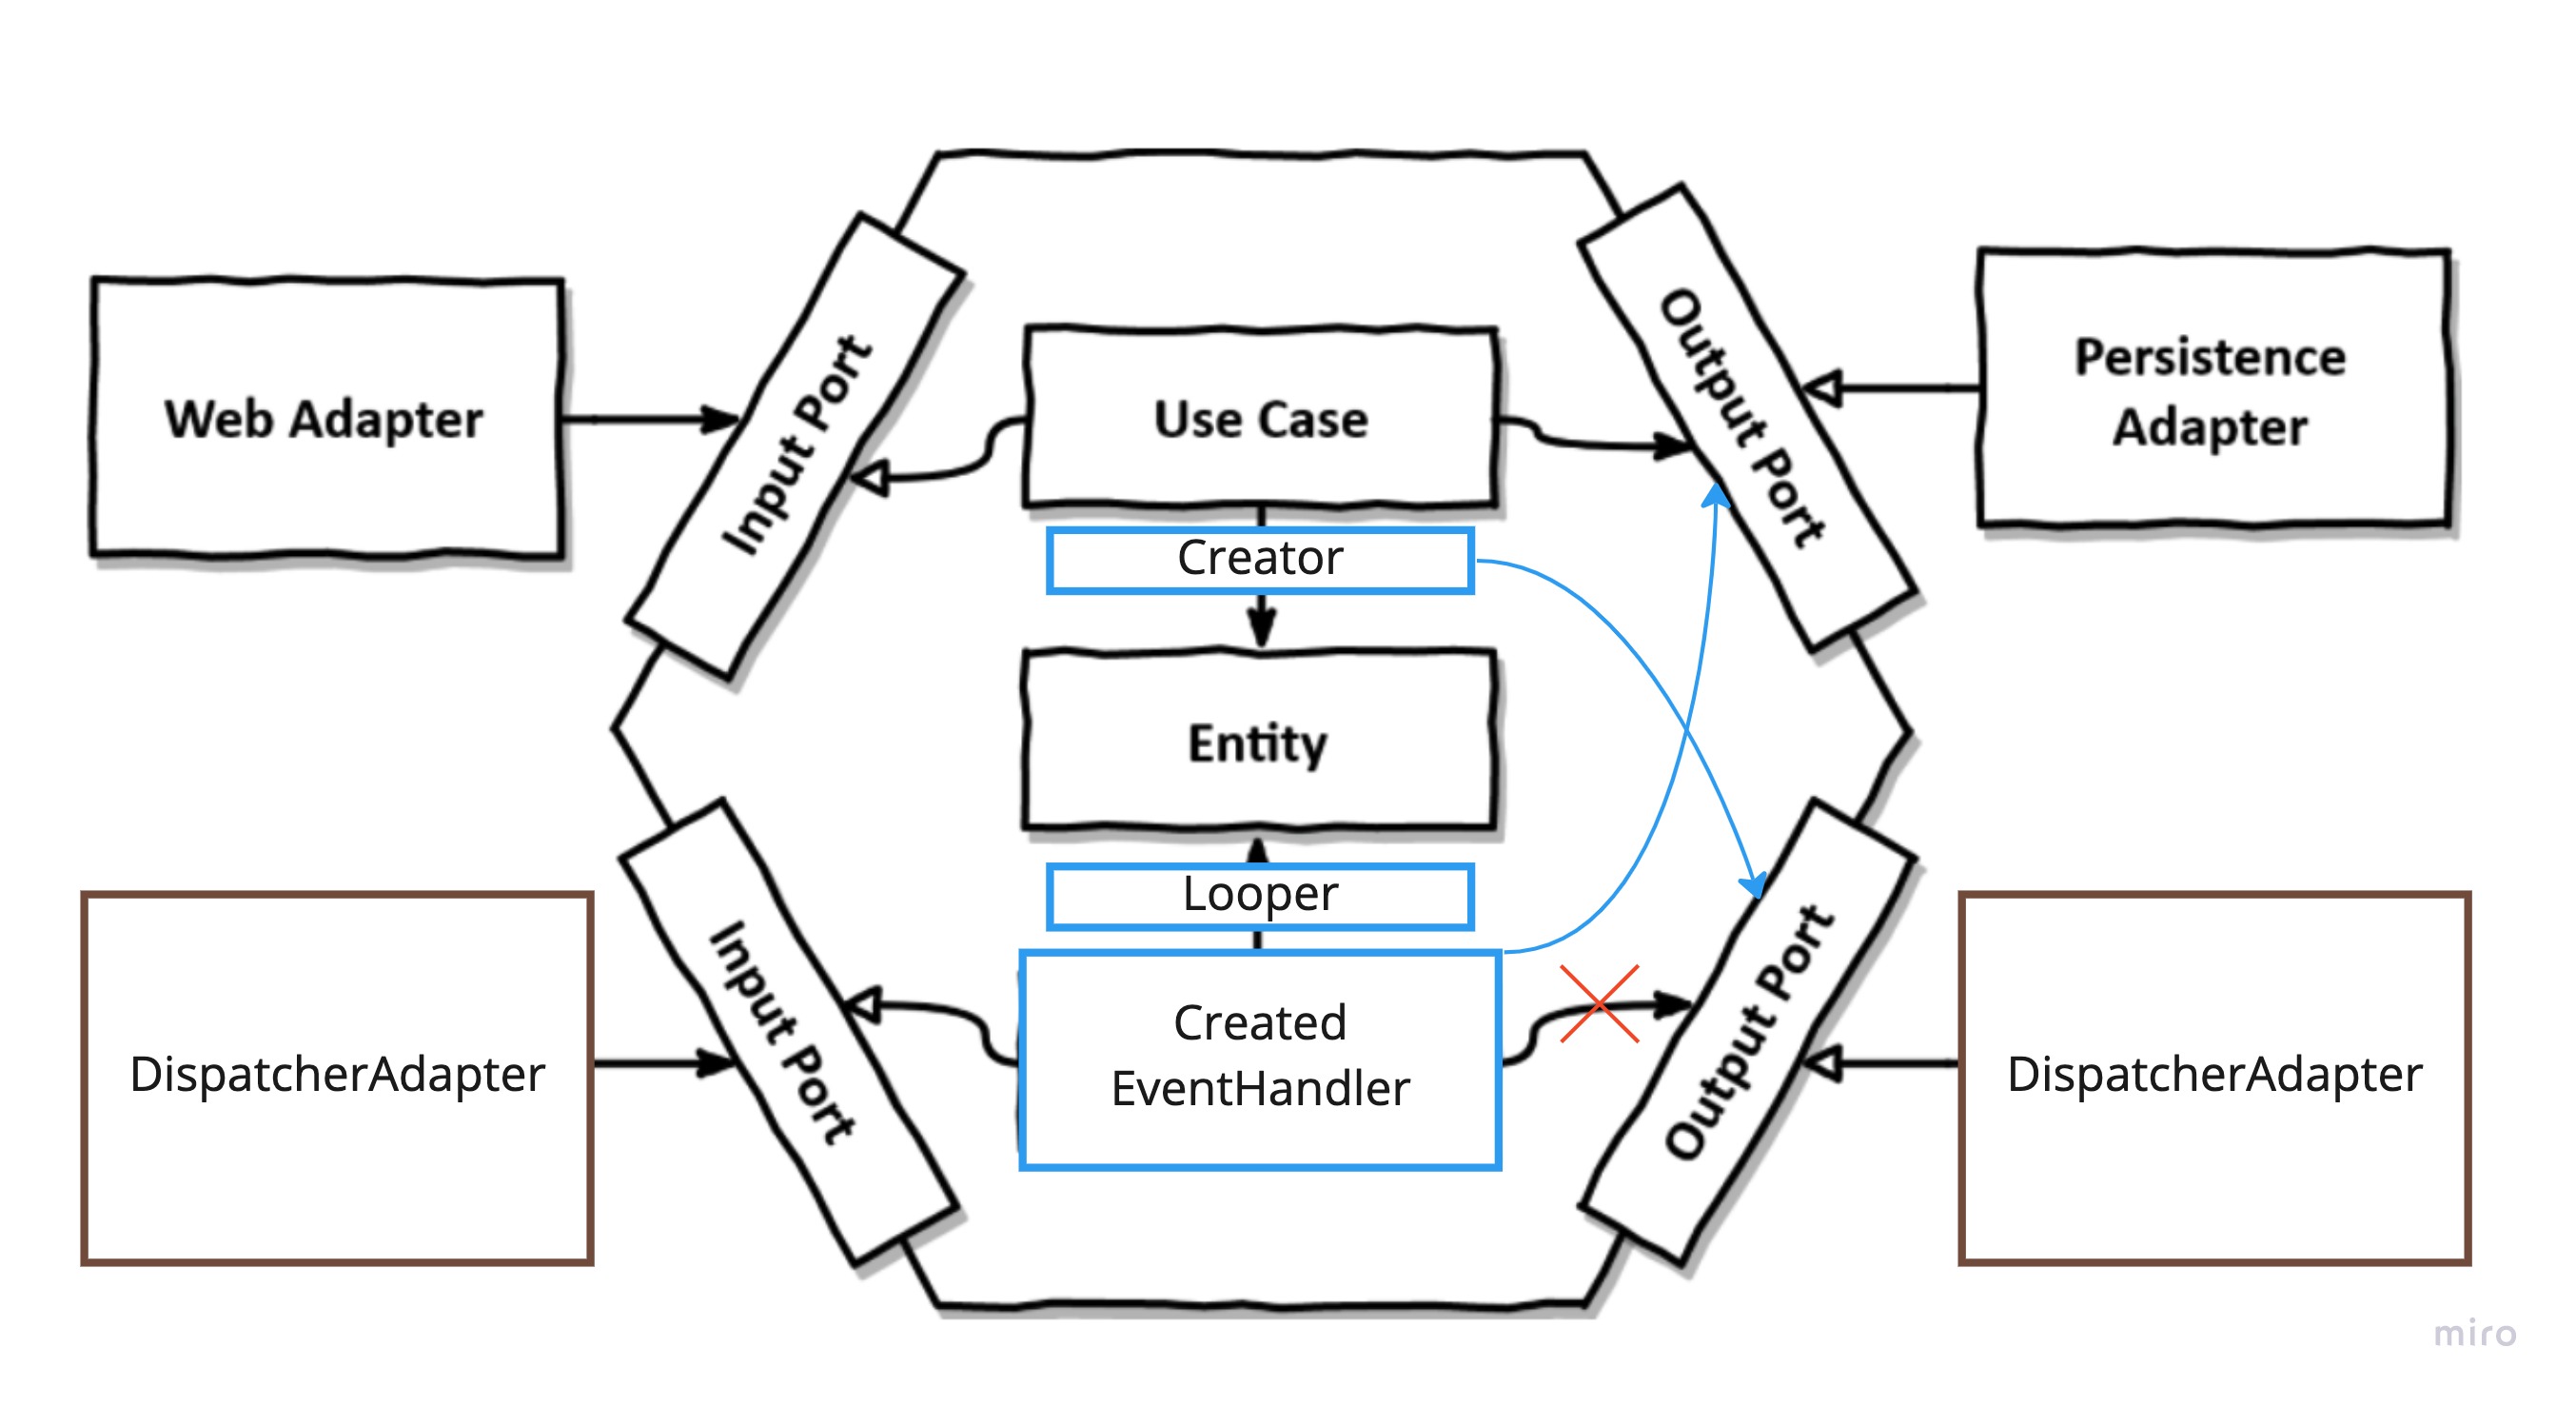 Web Adapter
Input Port
Use Case
Output Port
Persistence
Adapter
Creator
Entity
Looper
DispatcherAdapter
Input Port
Created
EventHandler
Output Port
DispatcherAdapter
miro